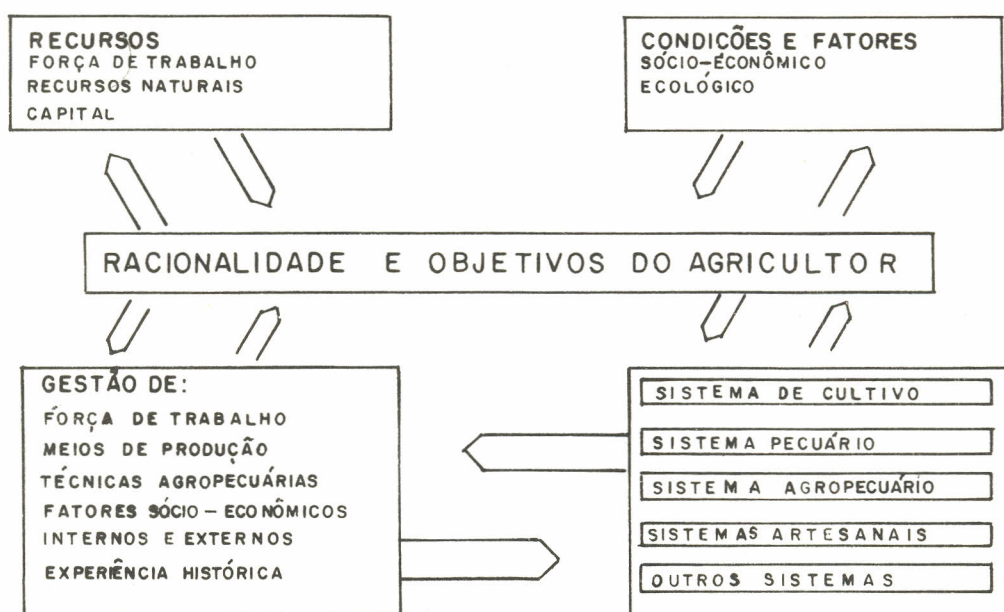 RECURSOS
FORÇA DE TRABALHO
RECURSOS NATURAIS
CAPITAL
CONDIÇÕES E FATORES
SÓCIO-ECONÔMICO
ECOLÓGICO
RACIONALIDADE E OBJETIVOS DO AGRICULTOR
GESTÃO DE:
FORÇA DE TRABALHO
MEIOS DE PRODUÇÃO
TÉCNICAS AGROPECUÁRIAS
FATORES SÓCIO-ECONÔMICOS
INTERNOS E EXTERNOS
EXPERIÊNCIA HISTÓRICA
SISTEMA DE CULTIVO
SISTEMA PECUÁRIO
SISTEMA AGROPECUÁRIO
SISTEMAS ARTESANAIS
OUTROS SISTEMAS